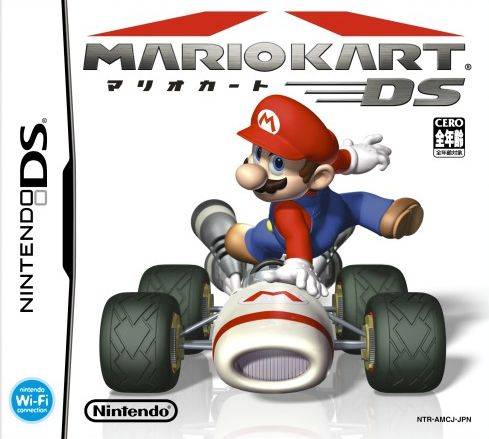 MARIOKART®
マリオカート DS
CERO
全年齢
全年齢対象
M
M
NINTENDO DS™
nintendo
Wi-Fi
connection
Nintendo®
NTR-AMCJ-JPN